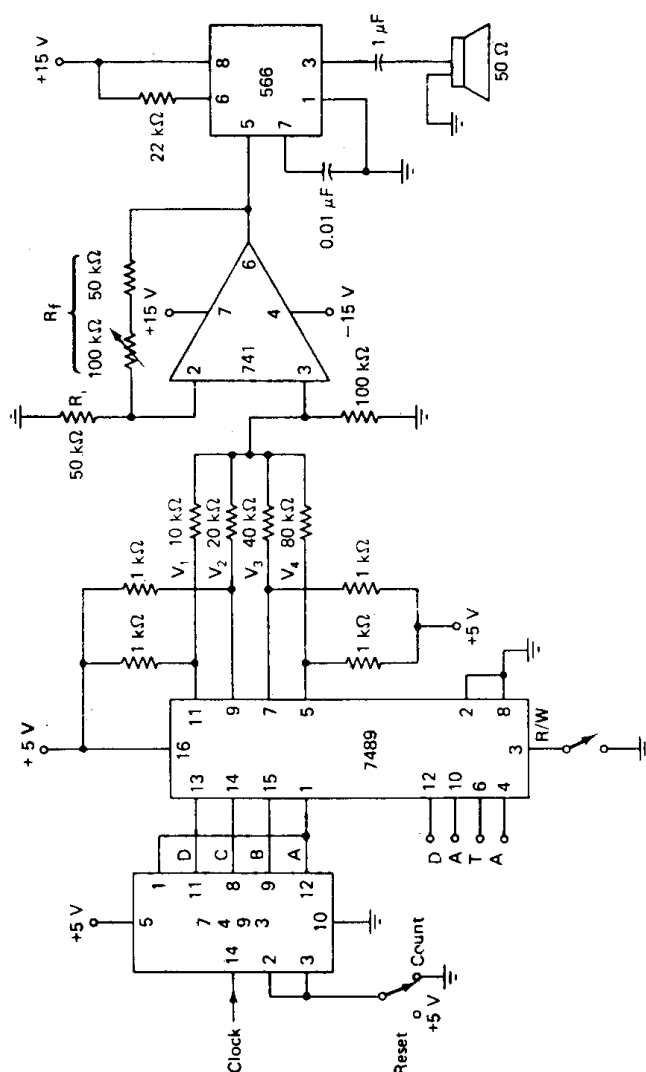 +5 V
5
Clock
14
7
4
9
3
2
3
10
1
11
8
9
12
D
C
B
A
Reset
+5 V
Count
+5 V
16
13
14
15
1
7489
12
10
6
4
D
A
T
A
3
R/W
11
9
7
5
2
8
1 kΩ
1 kΩ
V1 10 kΩ
V2 20 kΩ
V3 40 kΩ
V4 80 kΩ
1 kΩ
1 kΩ
+5 V
50 kΩ
R1
Rf
100 kΩ 50 kΩ
+15 V
7
2
741
6
3
4
−15 V
100 kΩ
+15 V
22 kΩ
6
8
5
566
7
1
3
0.01 μF
1 μF
50 Ω